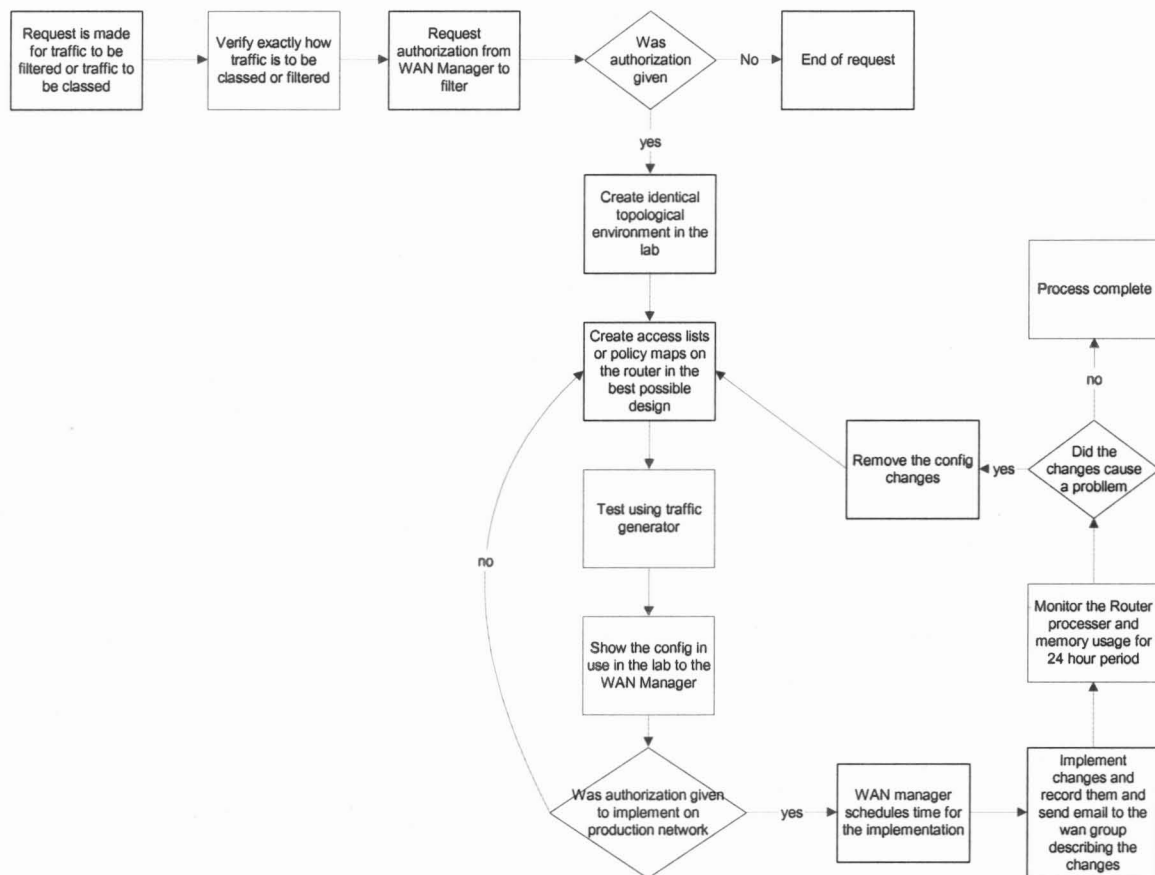 Request is made
for traffic to be
filtered or traffic to
be classed
Verify exactly how
traffic is to be
classed or filtered
Request
authorization from
WAN Manager to
filter
Was
authorization
given
No
End of request
yes
Create identical
topological
environment in the
lab
Create access lists
or policy maps on
the router in the
best possible
design
Test using traffic
generator
no
Show the config in
use in the lab to the
WAN Manager
Was authorization given
to implement on
production network
yes
WAN manager
schedules time for
the implementation
Implement
changes and
record them and
send email to the
wan group
describing the
changes
Monitor the Router
processer and
memory usage for
24 hour period
Did the
changes cause
a probllem
yes
Remove the config
changes
no
Process complete